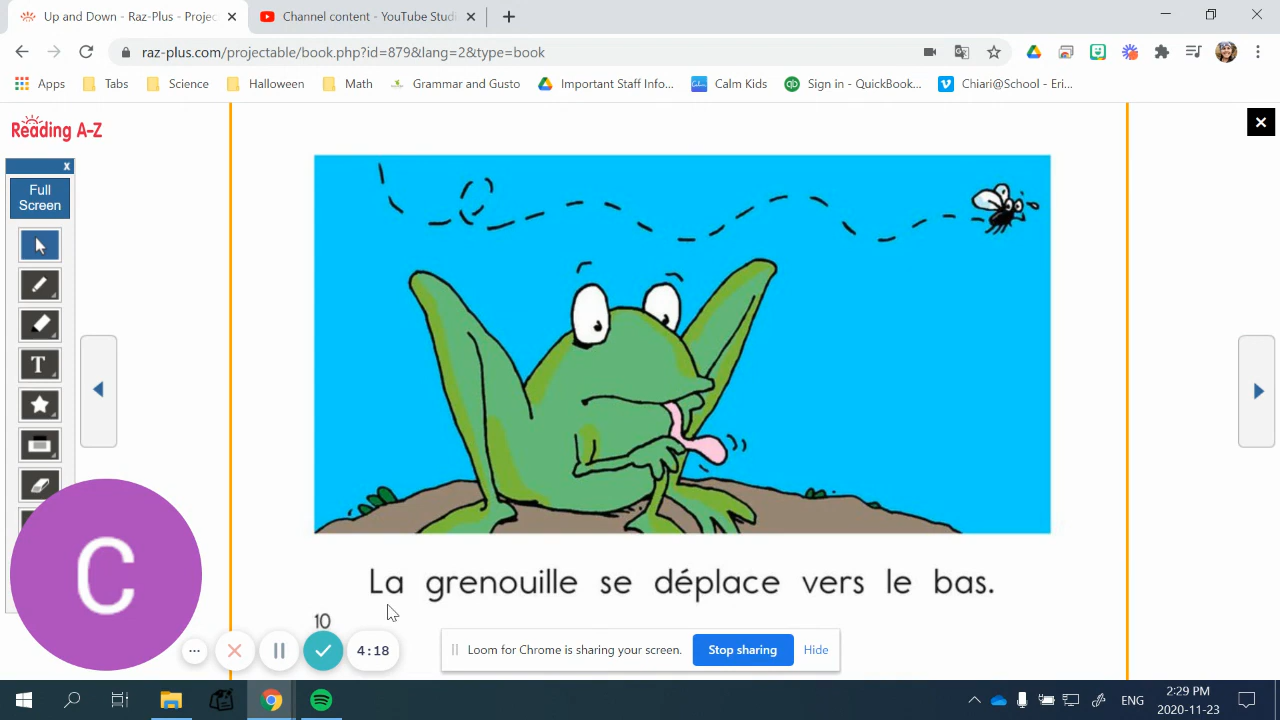 Up and Down - Raz-Plus - Projec
Channel content - YouTube Studi
raz-plus.com/projectable/book.php?id=879&lang=2&type=book
Apps
Tabs
Science
Halloween
Math
Grammar and Gusto
Important Staff Info...
Calm Kids
Sign in - QuickBook...
Chiari@School - Eri...
Reading A-Z
x
Full
Screen
T
La grenouille se déplace vers le bas.
10
C
4:18
Loom for Chrome is sharing your screen.
Stop sharing
Hide
ENG
2:29 PM
2020-11-23